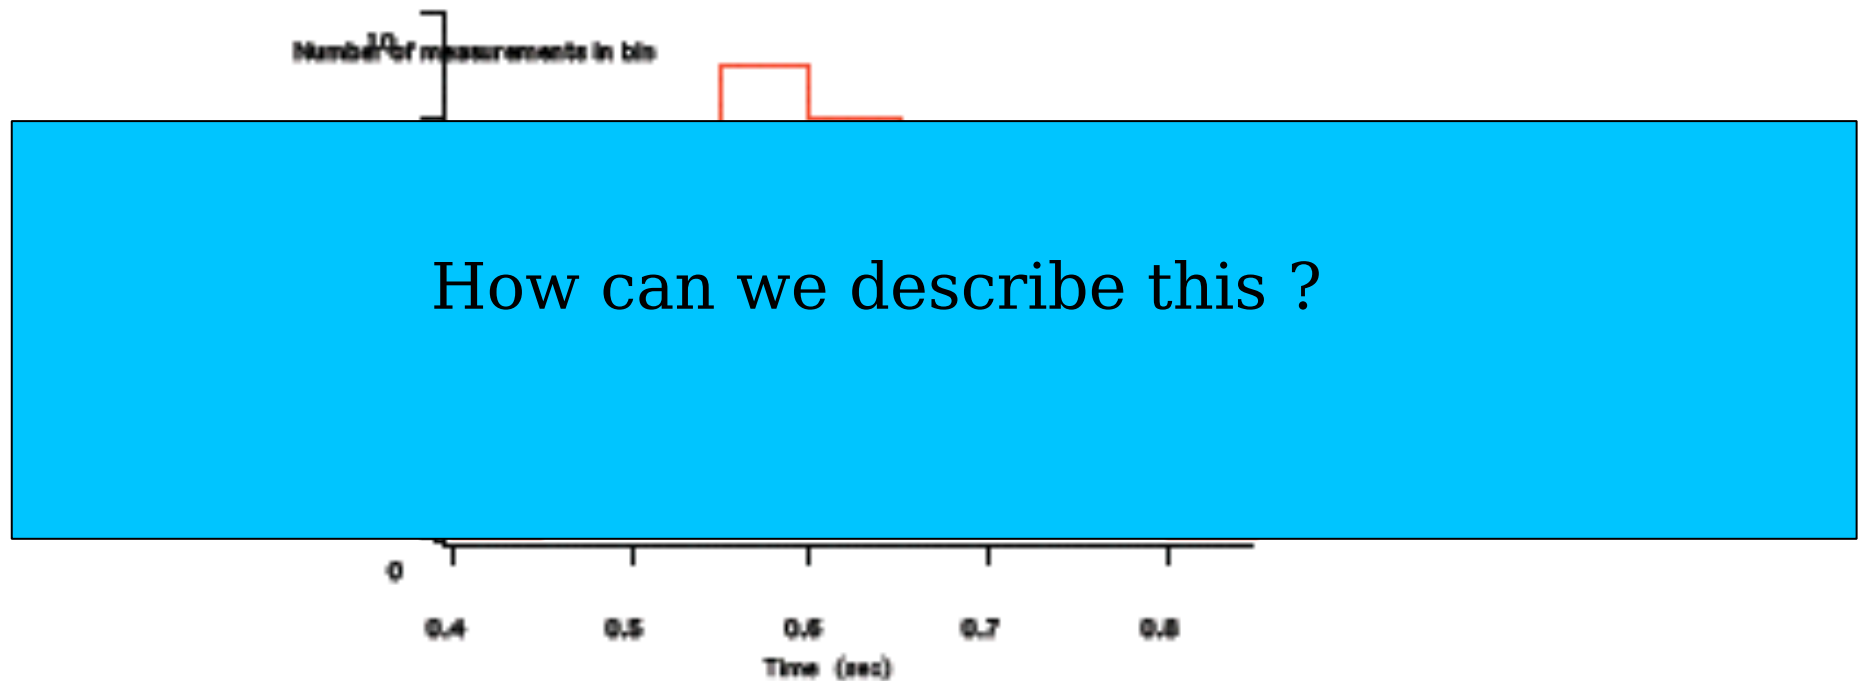 10
Number of measurements in bin
How can we describe this ?
0
0.4 0.5 0.6 0.7 0.8
Time (sec)